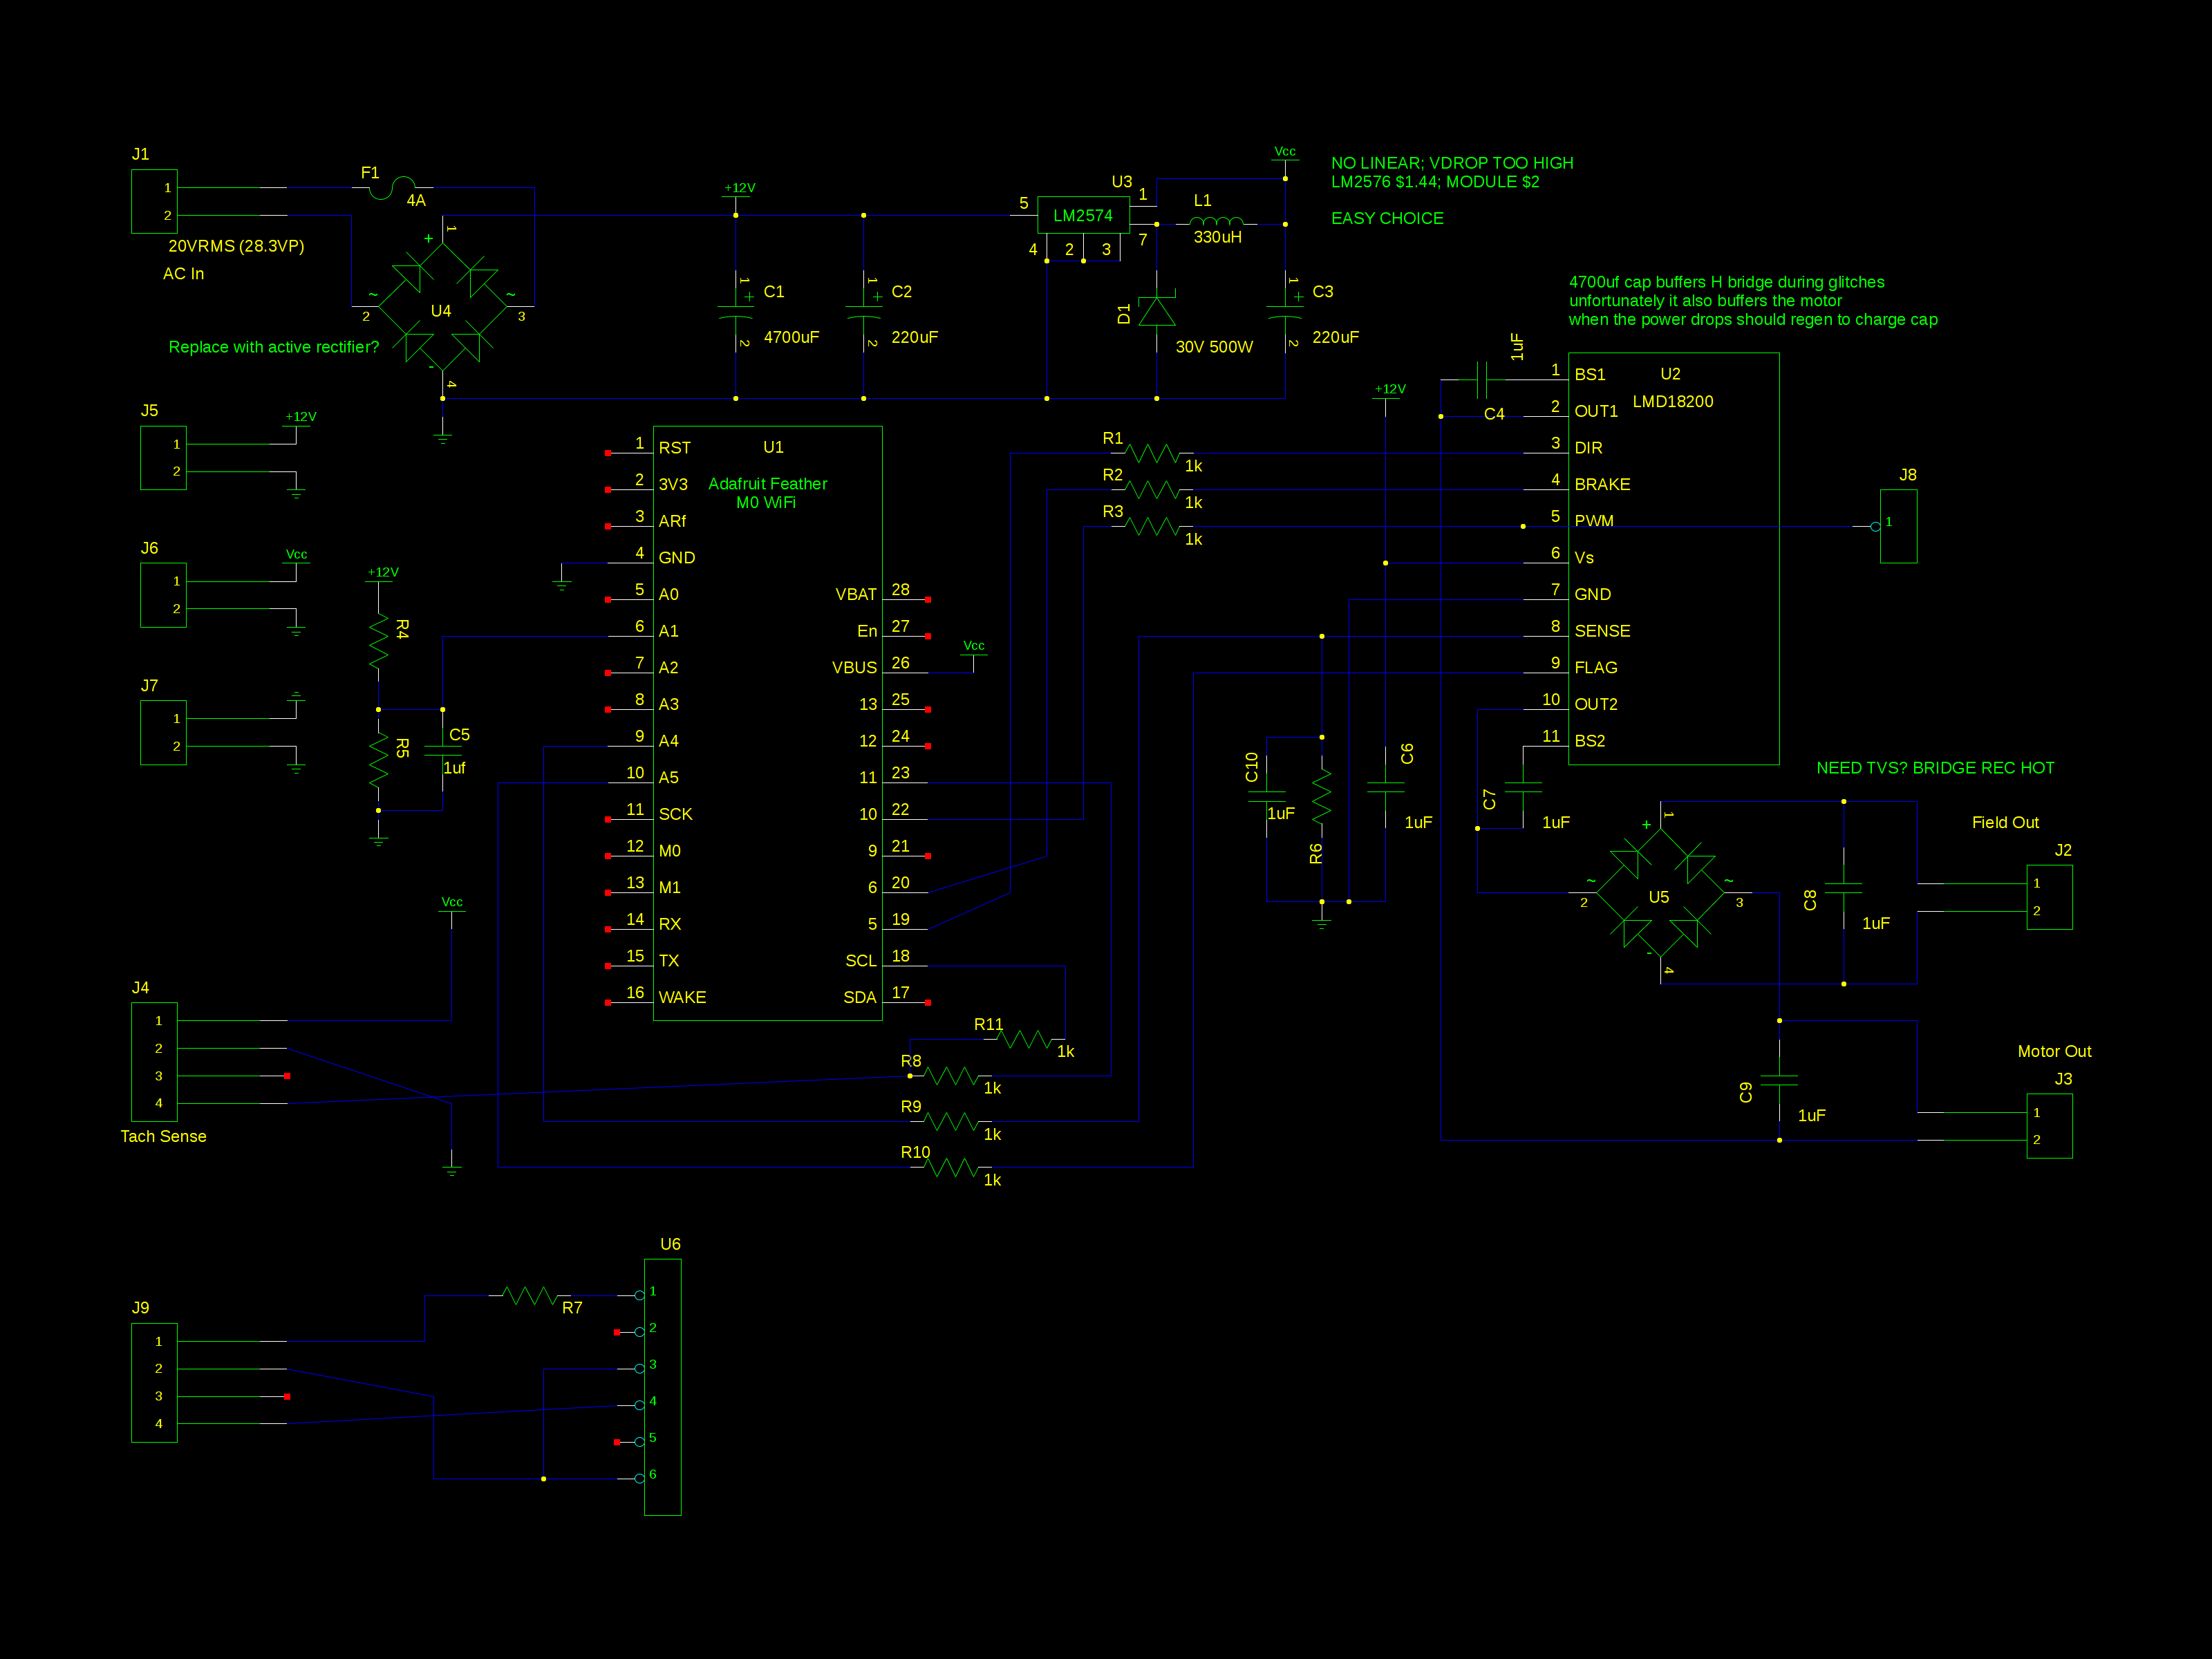 J1
1
2
20VRMS (28.3VP)
AC In
F1
4A
1
+
~
~
U4
2
3
-
4
Replace with active rectifier?
+12V
1
+
C1
4700uF
2
1
+
C2
220uF
2
U3
5
LM2574
1
7
4
2
3
L1
330uH
Vcc
D1
30V 500W
1
+
C3
220uF
2
NO LINEAR; VDROP TOO HIGH
LM2576 $1.44; MODULE $2
EASY CHOICE
4700uf cap buffers H bridge during glitches
unfortunately it also buffers the motor
when the power drops should regen to charge cap
J5
1
2
+12V
J6
1
2
Vcc
J7
1
2
+12V
R4
R5
C5
1uf
U1
Adafruit Feather
M0 WiFi
1 RST
2 3V3
3 ARf
4 GND
5 A0
6 A1
7 A2
8 A3
9 A4
10 A5
11 SCK
12 M0
13 M1
14 RX
15 TX
16 WAKE
VBAT 28
En 27
VBUS 26
13 25
12 24
11 23
10 22
9 21
6 20
5 19
SCL 18
SDA 17
Vcc
R1
1k
R2
1k
R3
1k
+12V
1uF
C4
U2
LMD18200
1 BS1
2 OUT1
3 DIR
4 BRAKE
5 PWM
6 Vs
7 GND
8 SENSE
9 FLAG
10 OUT2
11 BS2
J8
1
C10
1uF
R6
C6
1uF
C7
1uF
NEED TVS? BRIDGE REC HOT
1
+
~
~
U5
2
3
-
4
C8
1uF
Field Out
J2
1
2
C9
1uF
Motor Out
J3
1
2
Vcc
J4
1
2
3
4
Tach Sense
R11
1k
R8
1k
R9
1k
R10
1k
J9
1
2
3
4
R7
U6
1
2
3
4
5
6